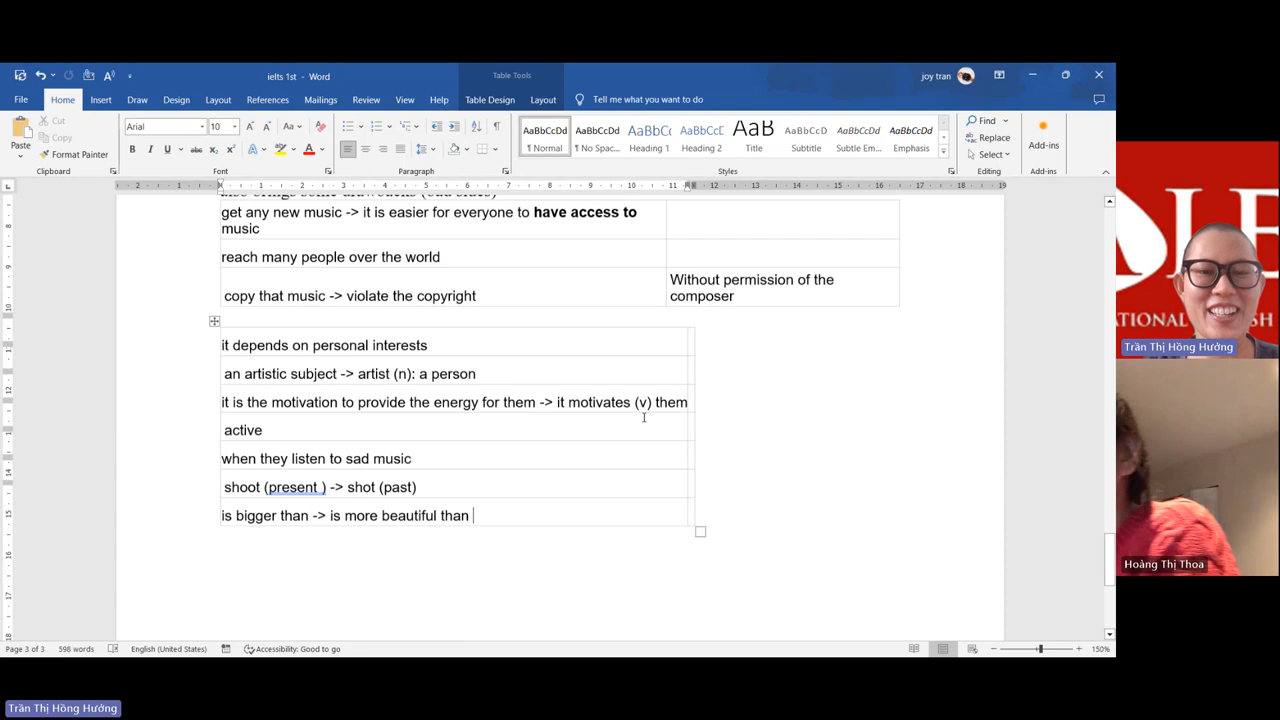 ielts 1st - Word
Table Tools
joy tran
File Home Insert Draw Design Layout References Mailings Review View Help Table Design Layout Tell me what you want to do
Paste
Cut
Copy
Format Painter
Clipboard
Arial 10
Font
Paragraph
AaBbCcDd AaBbCcDd AaBbCc AaBbCcC AaB AaBbCcD AaBbCcDd AaBbCcDd
¶ Normal ¶ No Spac... Heading 1 Heading 2 Title Subtitle Subtle Em... Emphasis
Styles
Find
Replace
Select
Editing
Add-ins
Add-ins
get any new music -> it is easier for everyone to have access to
music
reach many people over the world
copy that music -> violate the copyright
Without permission of the
composer
it depends on personal interests
an artistic subject -> artist (n): a person
it is the motivation to provide the energy for them -> it motivates (v) them
active
when they listen to sad music
shoot (present ) -> shot (past)
is bigger than -> is more beautiful than
Page 3 of 3 598 words English (United States) Accessibility: Good to go 150%
Trần Thị Hồng Hưởng
Hoàng Thị Thoa
Trần Thị Hồng Hưởng